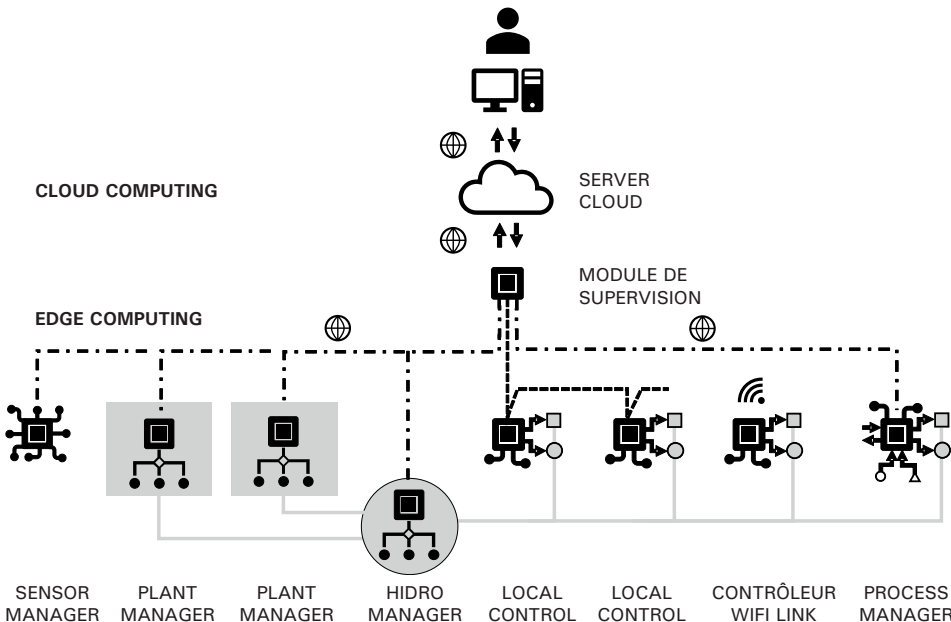 CLOUD COMPUTING
SERVER
CLOUD
MODULE DE
SUPERVISION
EDGE COMPUTING
SENSOR
MANAGER
PLANT
MANAGER
PLANT
MANAGER
HIDRO
MANAGER
LOCAL
CONTROL
LOCAL
CONTROL
CONTRÔLEUR
WIFI LINK
PROCESS
MANAGER